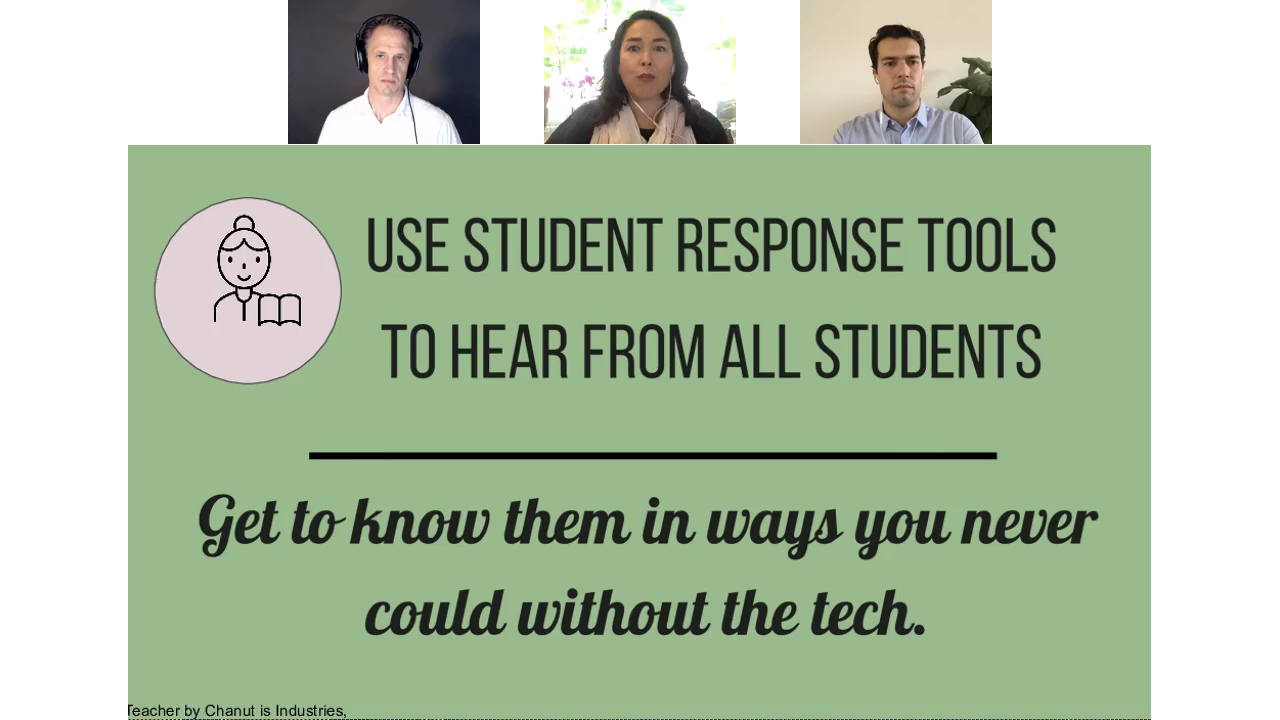 USE STUDENT RESPONSE TOOLS
TO HEAR FROM ALL STUDENTS
Get to know them in ways you never
could without the tech.
Teacher by Chanut is Industries,